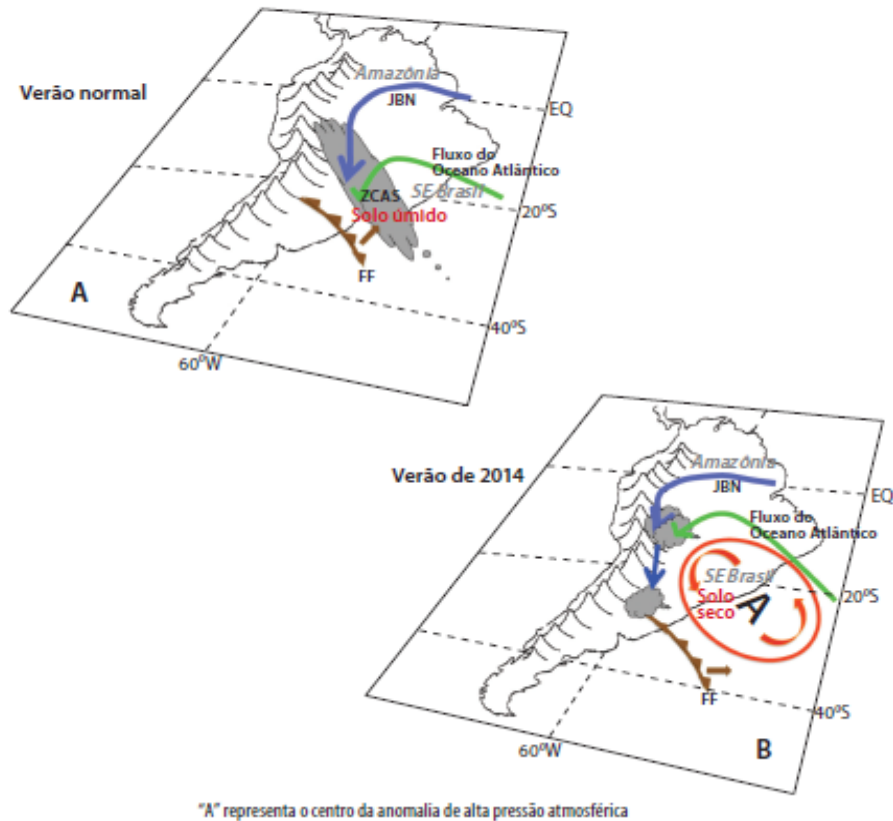 Verão normal
Amazônia
JBN
EQ
Fluxo do
Oceano Atlântico
ZCAS
SE Brasil
20ºS
Solo úmido
A
FF
40ºS
60ºW
Verão de 2014
Amazônia
JBN
EQ
Fluxo do
Oceano Atlântico
SE Brasil
20ºS
Solo
seco
A
FF
40ºS
60ºW
B
"A" representa o centro da anomalia de alta pressão atmosférica